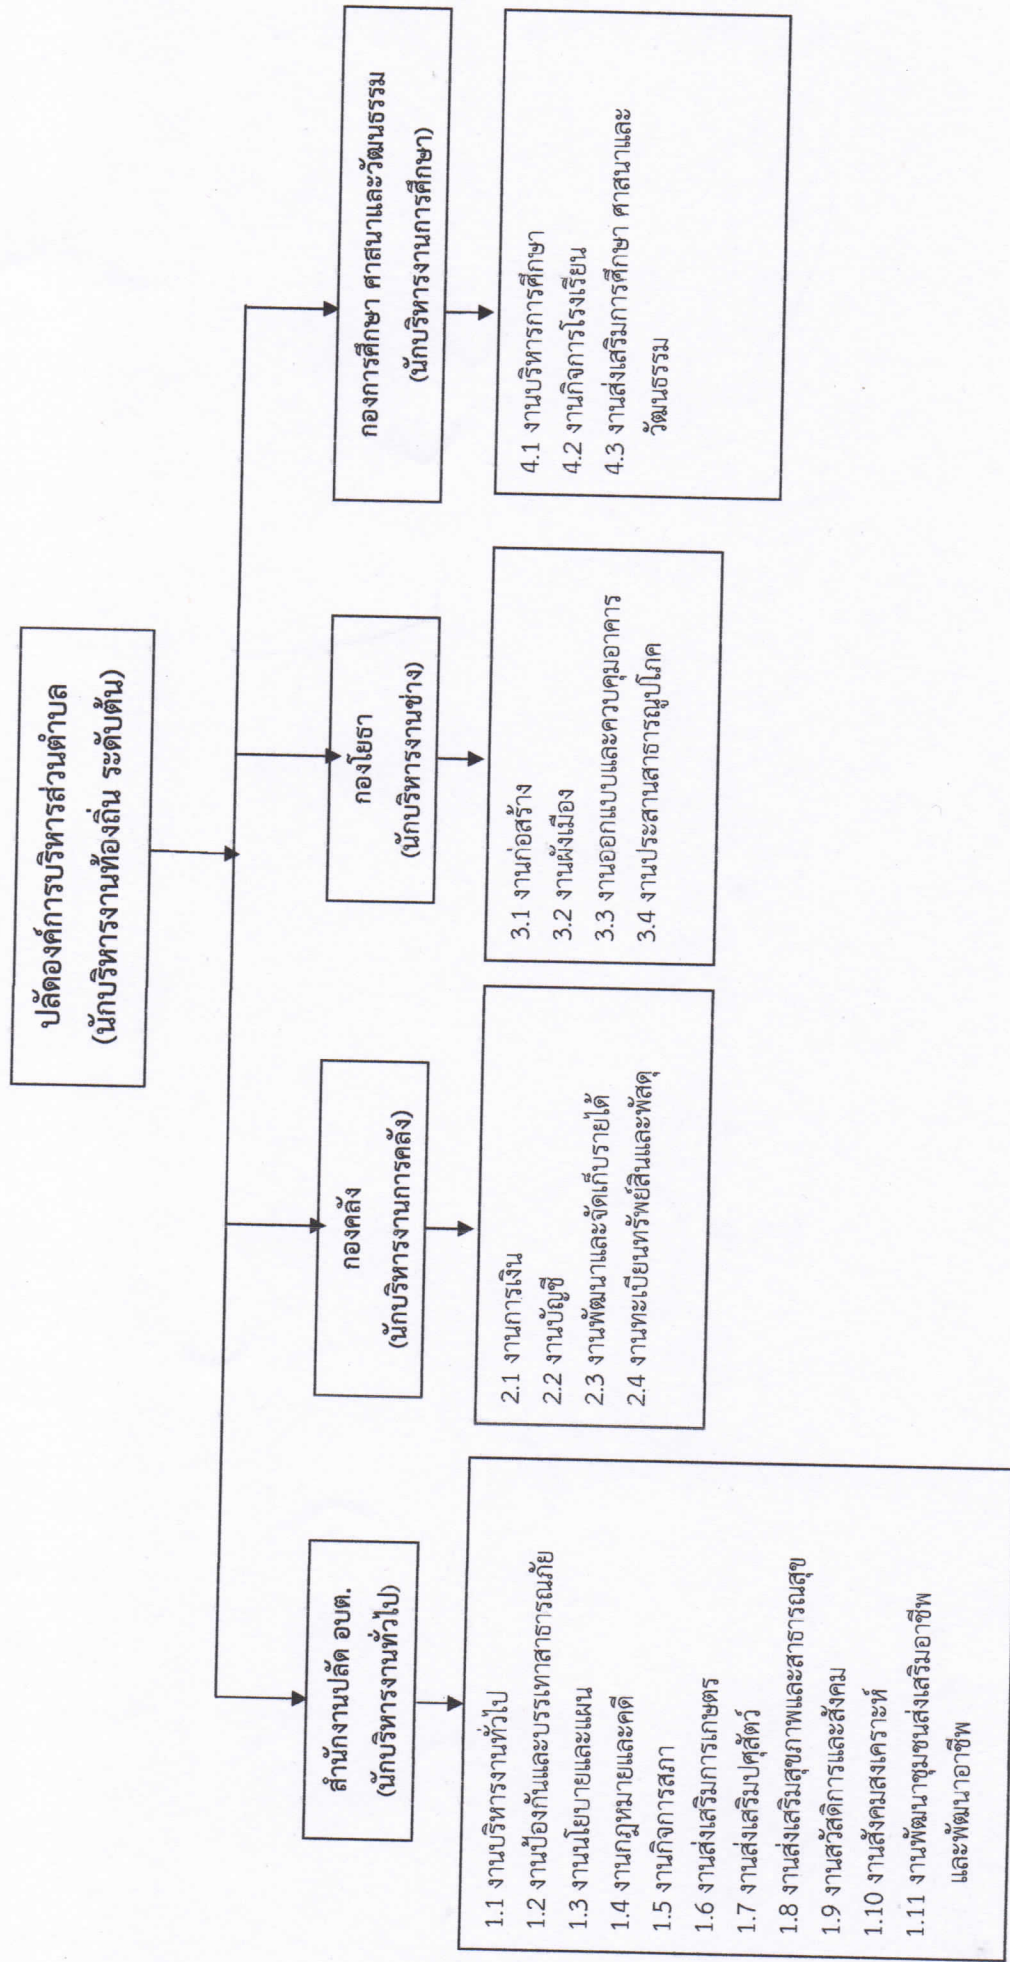 ปลัดองค์การบริหารส่วนตำบล
(นักบริหารงานท้องถิ่น ระดับต้น)
สำนักงานปลัด อบต.
(นักบริหารงานทั่วไป)
1.1 งานบริหารงานทั่วไป
1.2 งานป้องกันและบรรเทาสาธารณภัย
1.3 งานนโยบายและแผน
1.4 งานกฎหมายและคดี
1.5 งานกิจการสภา
1.6 งานส่งเสริมการเกษตร
1.7 งานส่งเสริมปศุสัตว์
1.8 งานส่งเสริมสุขภาพและสาธารณสุข
1.9 งานสวัสดิการและสังคม
1.10 งานสังคมสงเคราะห์
1.11 งานพัฒนาชุมชนส่งเสริมอาชีพ
และพัฒนาอาชีพ
กองคลัง
(นักบริหารงานการคลัง)
2.1 งานการเงิน
2.2 งานบัญชี
2.3 งานพัฒนาและจัดเก็บรายได้
2.4 งานทะเบียนทรัพย์สินและพัสดุ
กองโยธา
(นักบริหารงานช่าง)
3.1 งานก่อสร้าง
3.2 งานผังเมือง
3.3 งานออกแบบและควบคุมอาคาร
3.4 งานประสานสาธารณูปโภค
กองการศึกษา ศาสนาและวัฒนธรรม
(นักบริหารงานการศึกษา)
4.1 งานบริหารการศึกษา
4.2 งานกิจการโรงเรียน
4.3 งานส่งเสริมการศึกษา ศาสนาและ
วัฒนธรรม